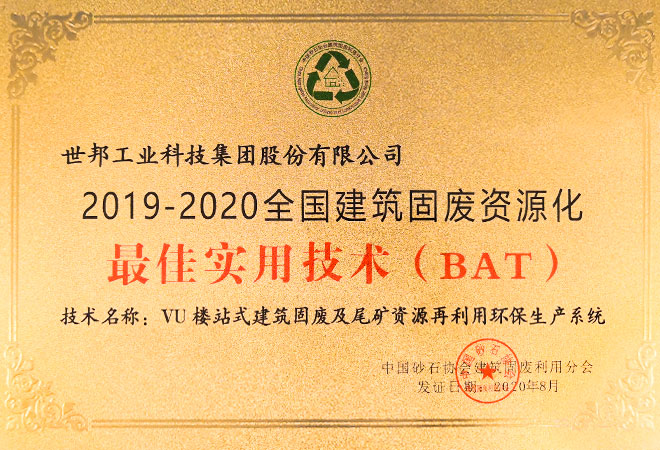 世邦工业科技集团股份有限公司
2019-2020全国建筑固废资源化
最佳实用技术（BAT）
技术名称：VU楼站式建筑固废及尾矿资源再利用环保生产系统
中国砂石协会建筑固废利用分会
发证日期：2020年8月